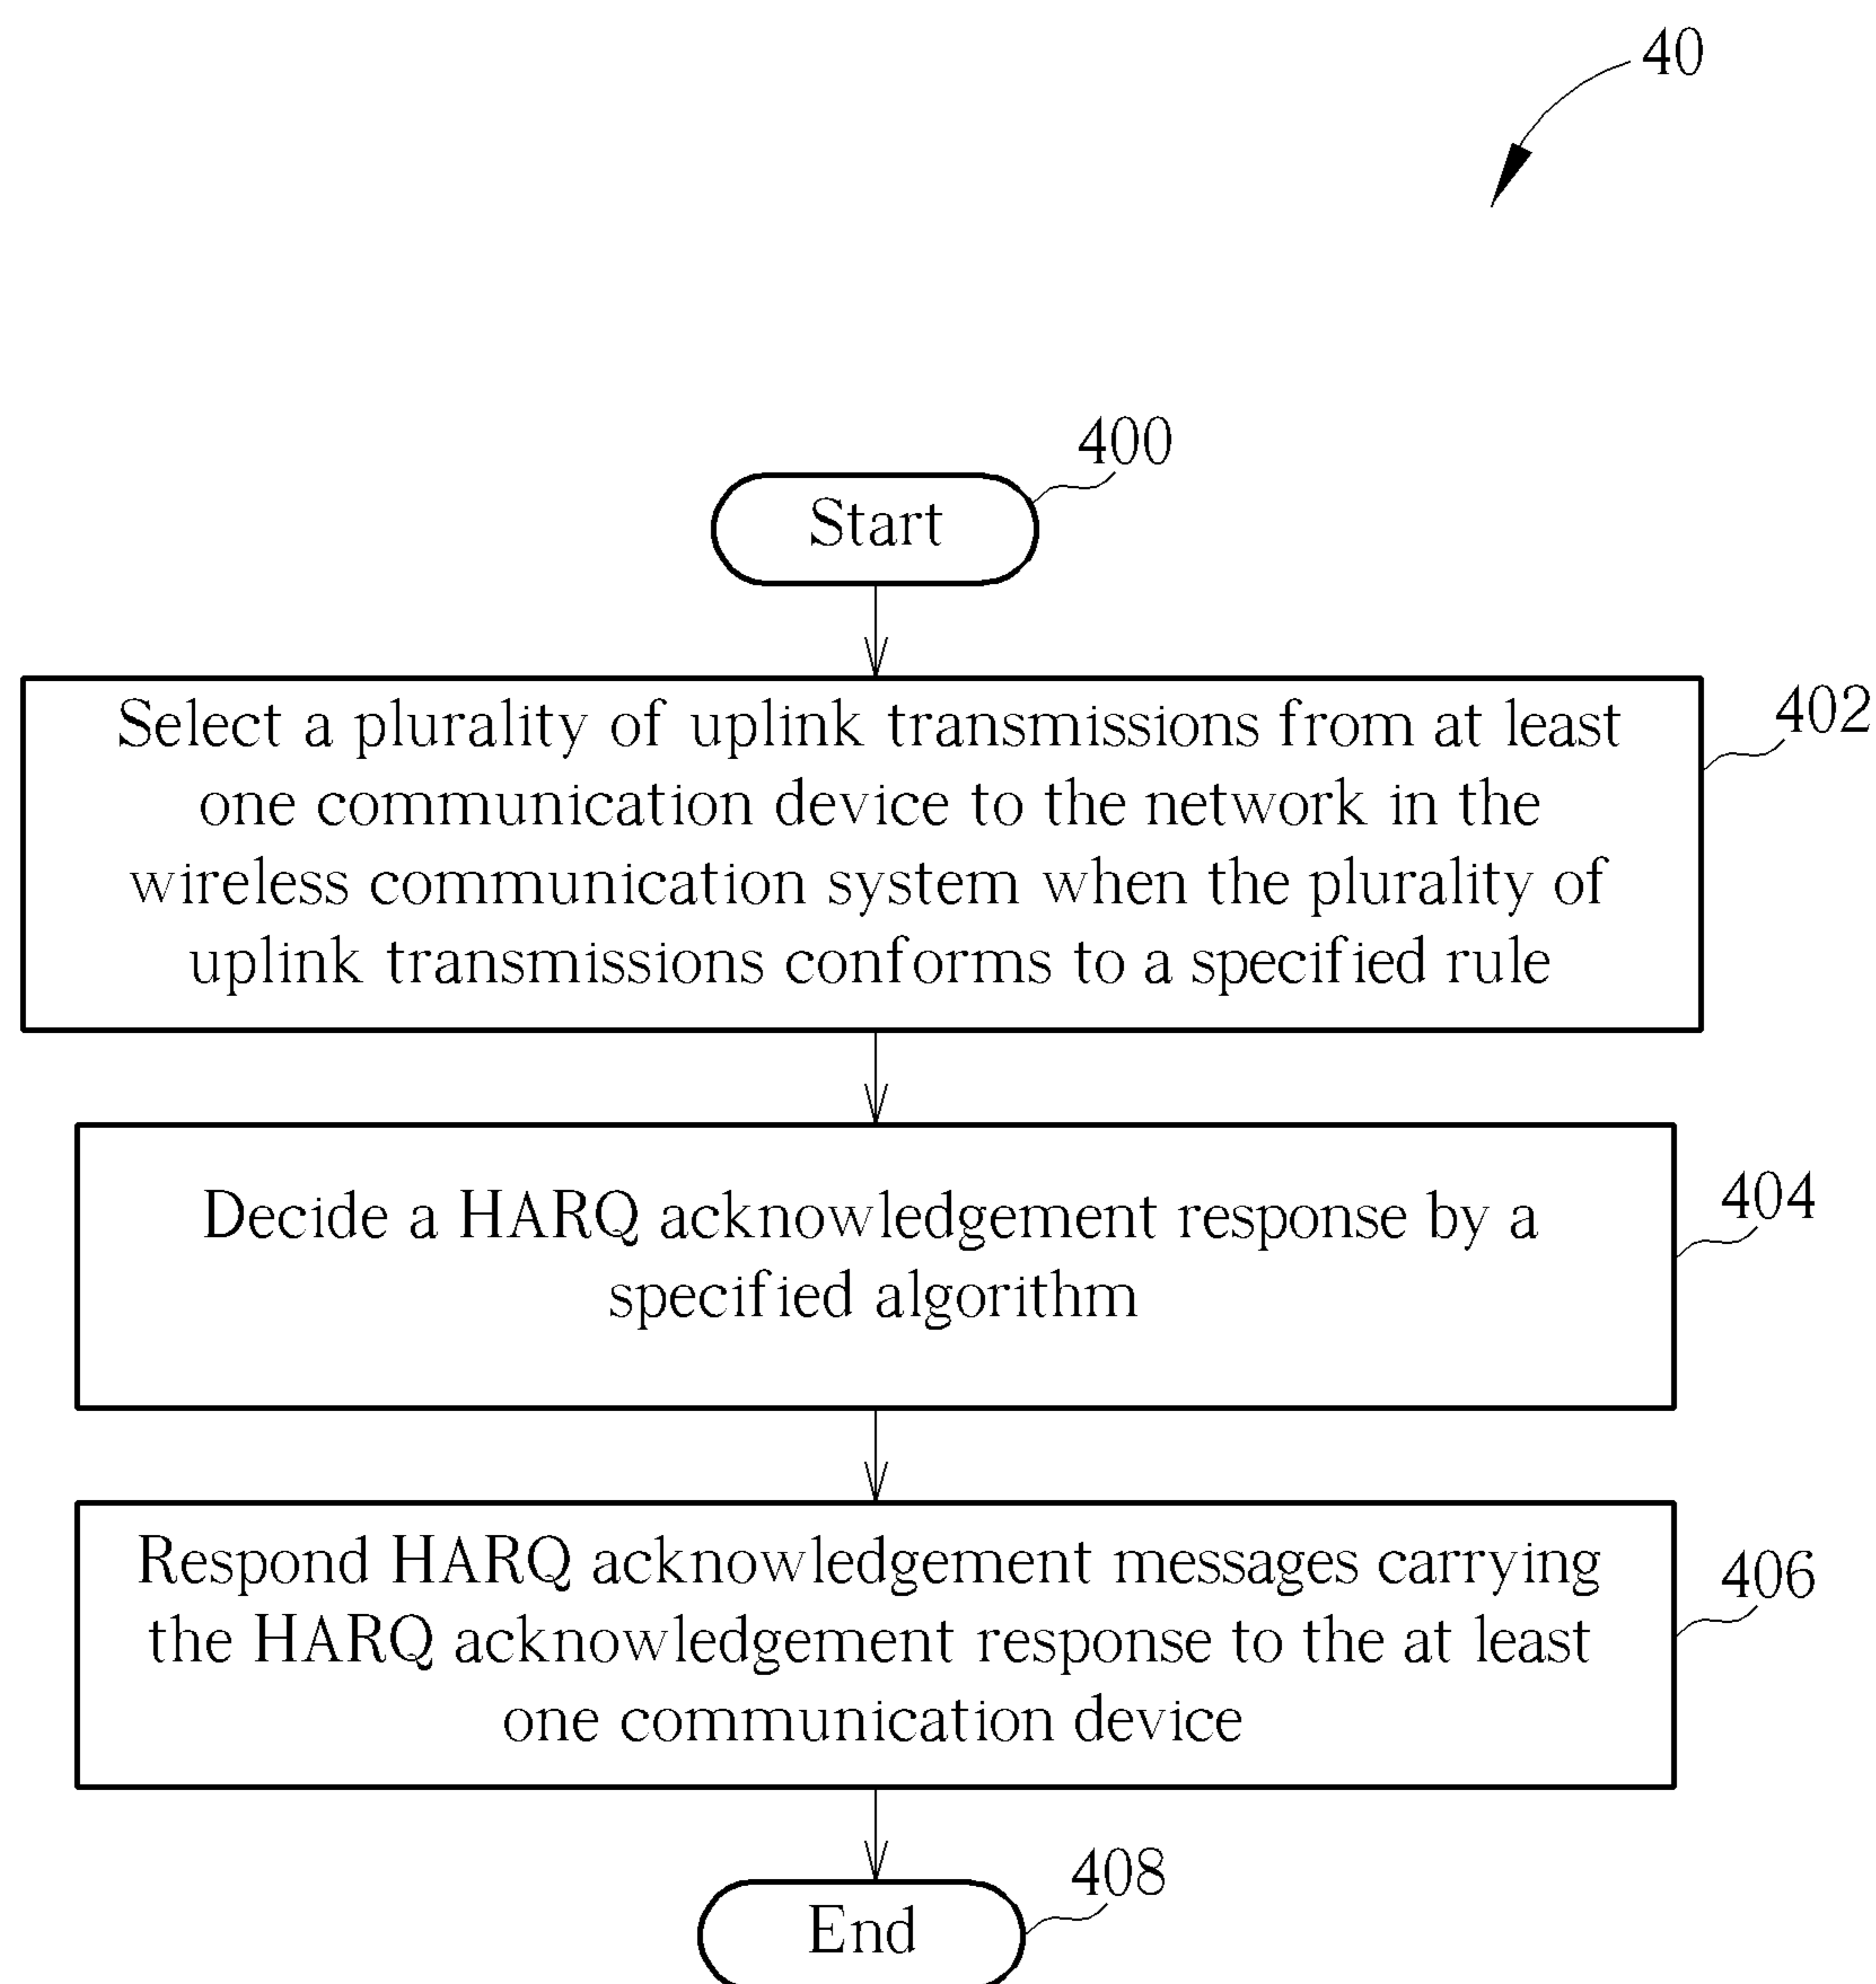 40
400
Start
402
Select a plurality of uplink transmissions from at least
one communication device to the network in the
wireless communication system when the plurality of
uplink transmissions conforms to a specified rule
404
Decide a HARQ acknowledgement response by a
specified algorithm
406
Respond HARQ acknowledgement messages carrying
the HARQ acknowledgement response to the at least
one communication device
408
End